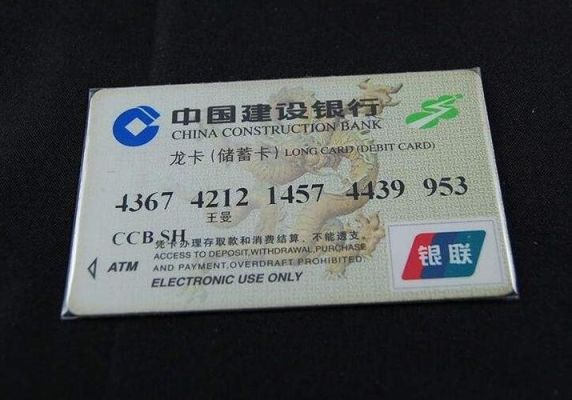 中国建设银行
CHINA CONSTRUCTION BANK
龙卡(储蓄卡) LONG CARD (DEBIT CARD)
4367 4212 1457 4439 953
王曼
CCB SH
凭卡办理存取款和消费结算，不能透支
ACCESS TO DEPOSIT,WITHDRAWAL,PURCHASE
ATM
AND PAYMENT,OVERDRAFT PROHIBITED.
ELECTRONIC USE ONLY
银联